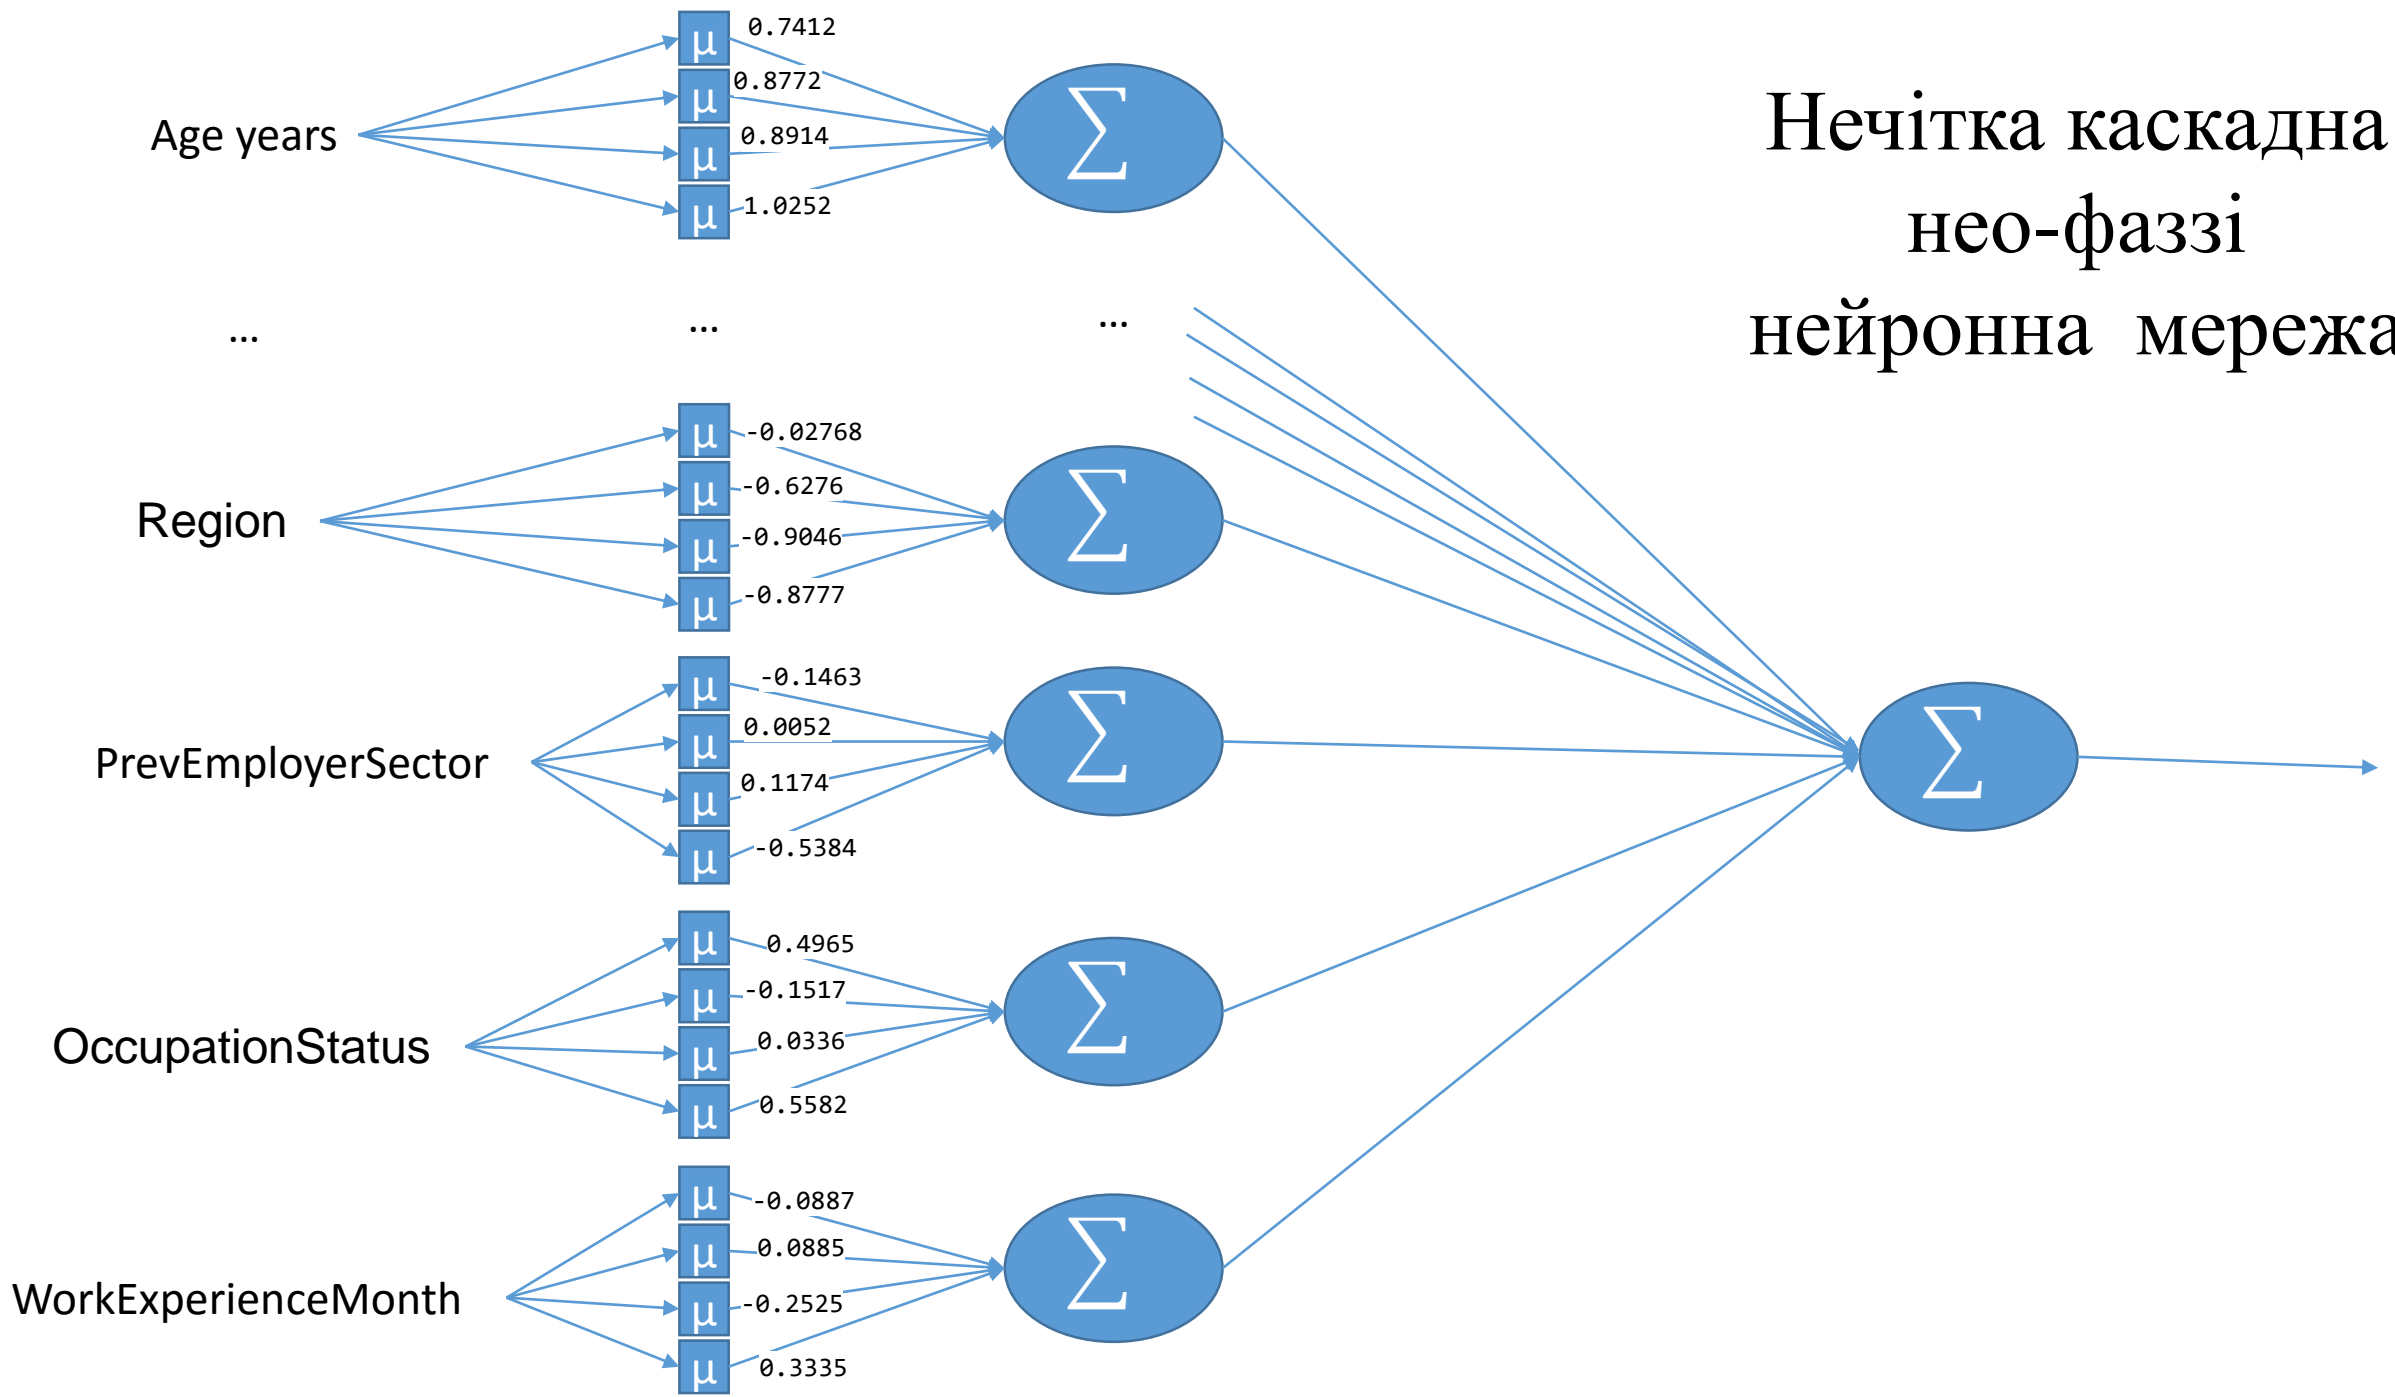 Нечітка каскадна
нео-фаззі
нейронна мережа
Age years
μ 0.7412
μ 0.8772
μ 0.8914
μ 1.0252
Σ
... ... ...
Region
μ -0.02768
μ -0.6276
μ -0.9046
μ -0.8777
Σ
PrevEmployerSector
μ -0.1463
μ 0.0052
μ 0.1174
μ -0.5384
Σ
Σ
OccupationStatus
μ 0.4965
μ -0.1517
μ 0.0336
μ 0.5582
Σ
WorkExperienceMonth
μ -0.0887
μ 0.0885
μ -0.2525
μ 0.3335
Σ